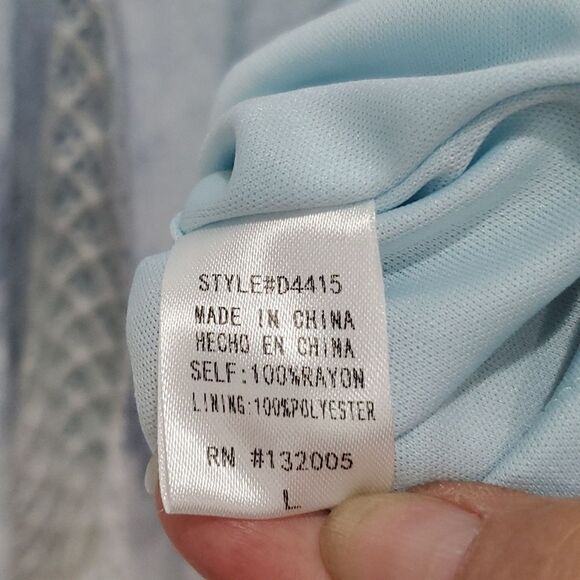 STYLE#D4415
MADE IN CHINA
HECHO EN CHINA
SELF:100%RAYON
LINING:100%POLYESTER
RN #132005
L